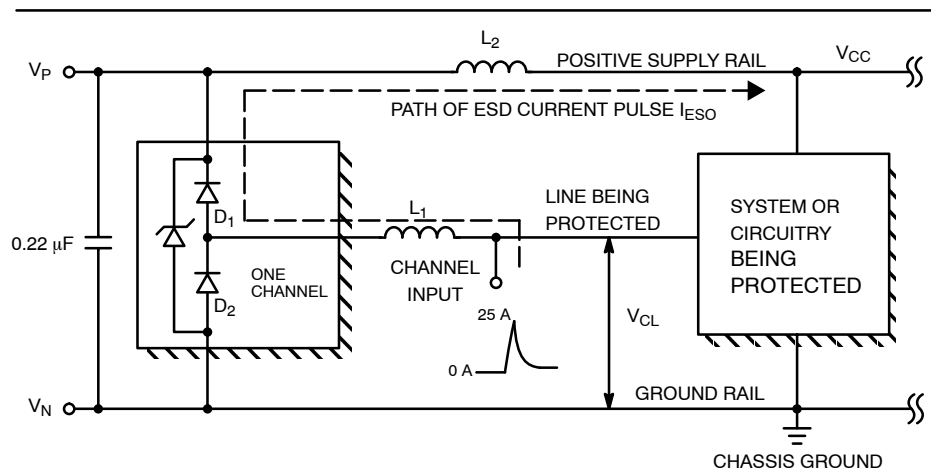 L2
VP
POSITIVE SUPPLY RAIL
VCC
PATH OF ESD CURRENT PULSE IESO
D1
L1
LINE BEING
PROTECTED
SYSTEM OR
CIRCUITRY
BEING
PROTECTED
0.22 μF
ONE
CHANNEL
D2
CHANNEL
INPUT
25 A
VCL
0 A
VN
GROUND RAIL
CHASSIS GROUND